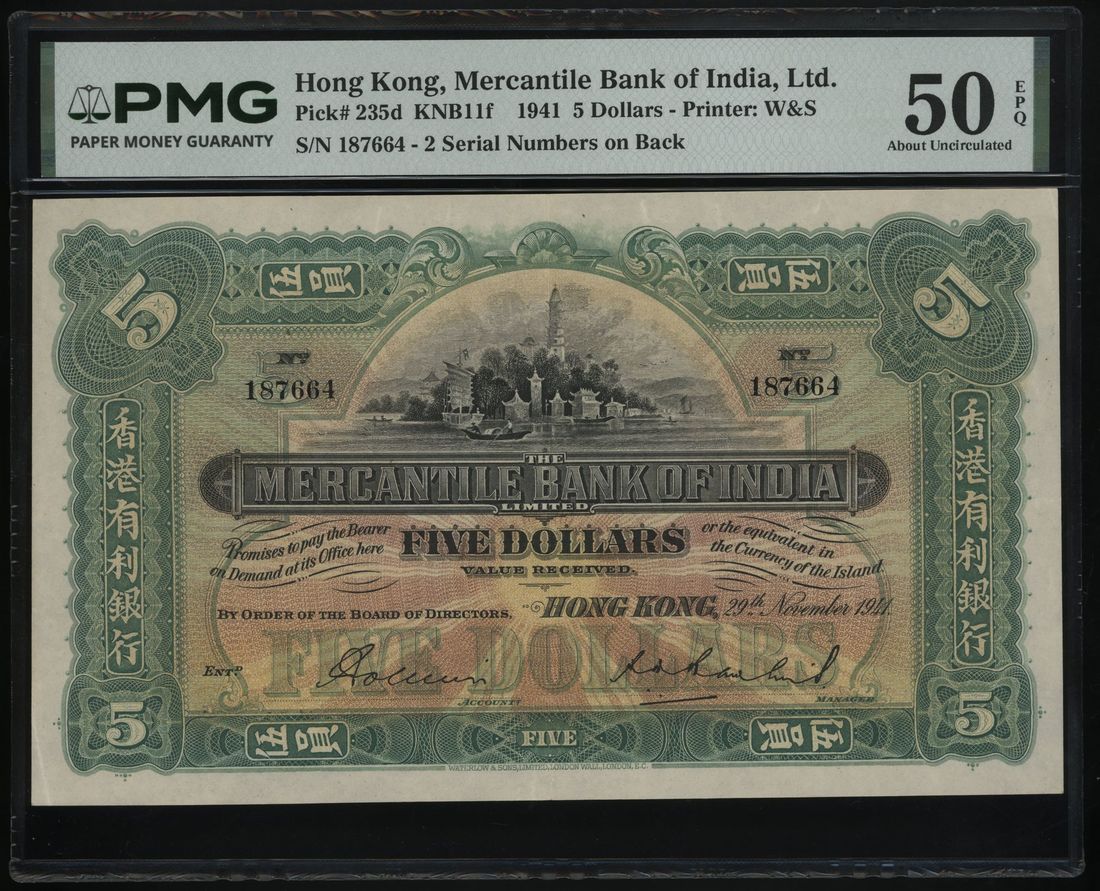 PMG
PAPER MONEY GUARANTY
Hong Kong, Mercantile Bank of India, Ltd.
Pick# 235d KNB11f 1941 5 Dollars - Printer: W&S
S/N 187664 - 2 Serial Numbers on Back
50
EPQ
About Uncirculated
5
伍員
伍員
5
No 187664
No 187664
香港有利銀行
香港有利銀行
THE
MERCANTILE BANK OF INDIA
LIMITED
Promises to pay the Bearer
on Demand at its Office here
FIVE DOLLARS
VALUE RECEIVED.
or the equivalent in
the Currency of the Island.
BY ORDER OF THE BOARD OF DIRECTORS,
HONG KONG, 29th November 1941.
FIVE DOLLARS
ENTD
ACCOUNTT
MANAGER
5
伍員
FIVE
伍員
5
WATERLOW & SONS, LIMITED, LONDON WALL, LONDON, E.C.